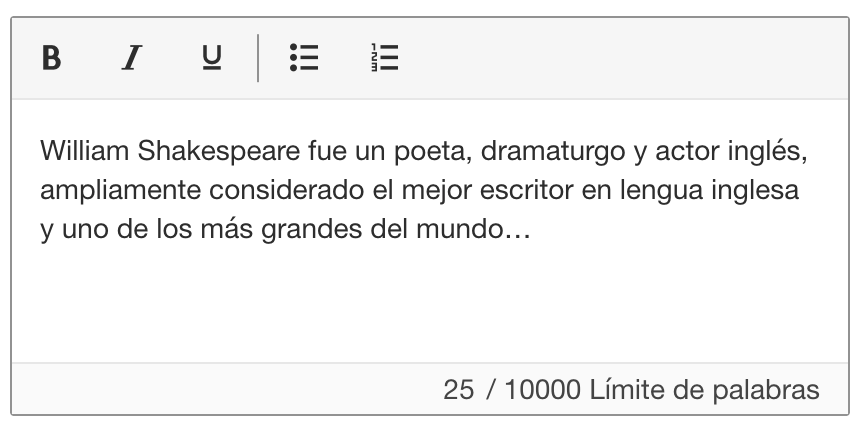 B I U
William Shakespeare fue un poeta, dramaturgo y actor inglés,
ampliamente considerado el mejor escritor en lengua inglesa
y uno de los más grandes del mundo…
25 / 10000 Límite de palabras